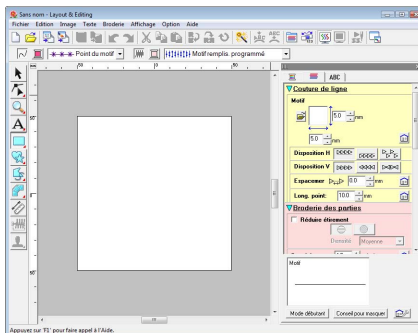 Sans nom - Layout & Editing
Fichier Edition Image Texte Broderie Affichage Option Aide
Point du motif
Motif remplis. programmé
ABC
Couture de ligne
Motif
5.0 mm
5.0 mm
Disposition H
Disposition V
Espacemer 0.0 mm
Long. point: 10.0 mm
Broderie des parties
Réduire étirement
Densité Moyenne
Motif
Mode débutant Conseil pour masquer
Appuyez sur 'F1' pour faire appel à l'Aide.